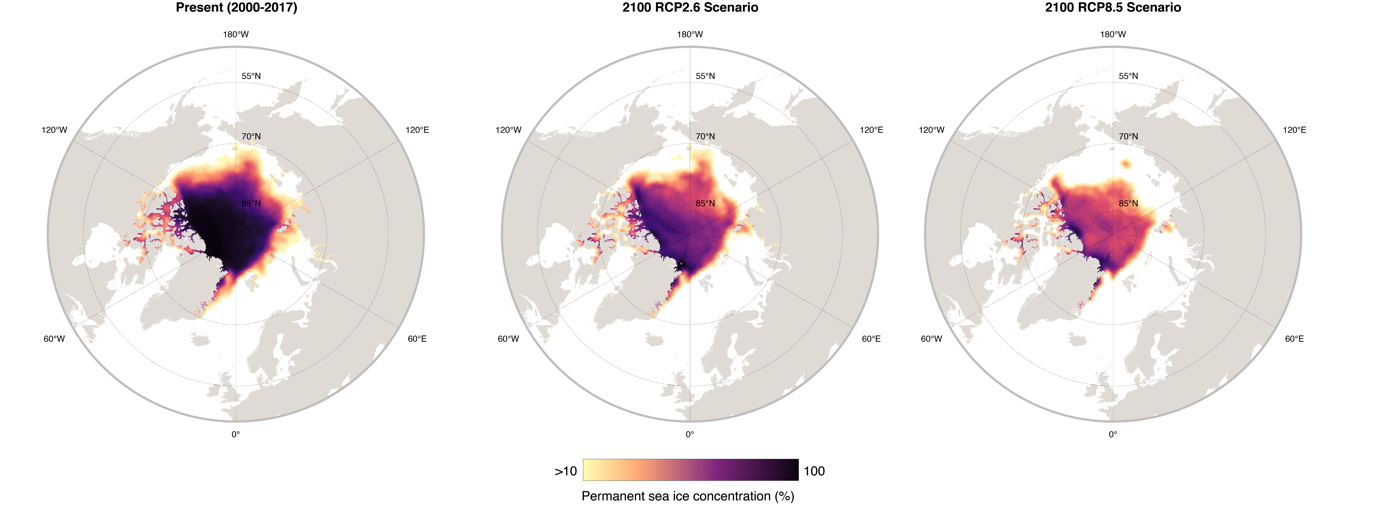 Present (2000-2017)
180°W
55°N
70°N
120°W
120°E
85°N
60°W
60°E
0°
2100 RCP2.6 Scenario
180°W
55°N
70°N
120°W
120°E
85°N
60°W
60°E
0°
2100 RCP8.5 Scenario
180°W
55°N
70°N
120°W
120°E
85°N
60°W
60°E
0°
>10
100
Permanent sea ice concentration (%)